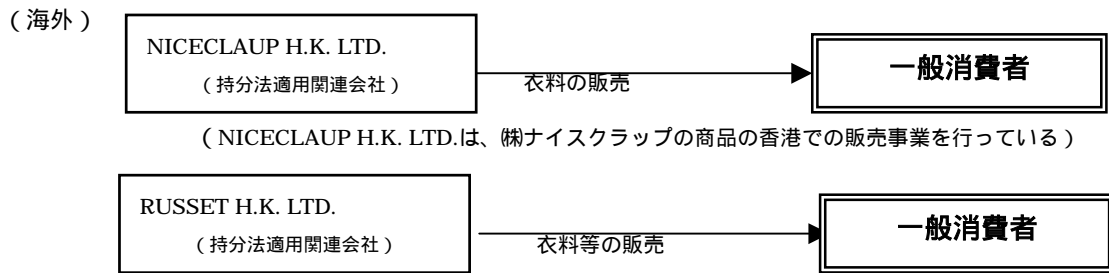 （海外）
NICECLAUP H.K. LTD.
（持分法適用関連会社）
衣料の販売
一般消費者
（NICECLAUP H.K. LTD.は、㈱ナイスクラップの商品の香港での販売事業を行っている）
RUSSET H.K. LTD.
（持分法適用関連会社）
衣料等の販売
一般消費者